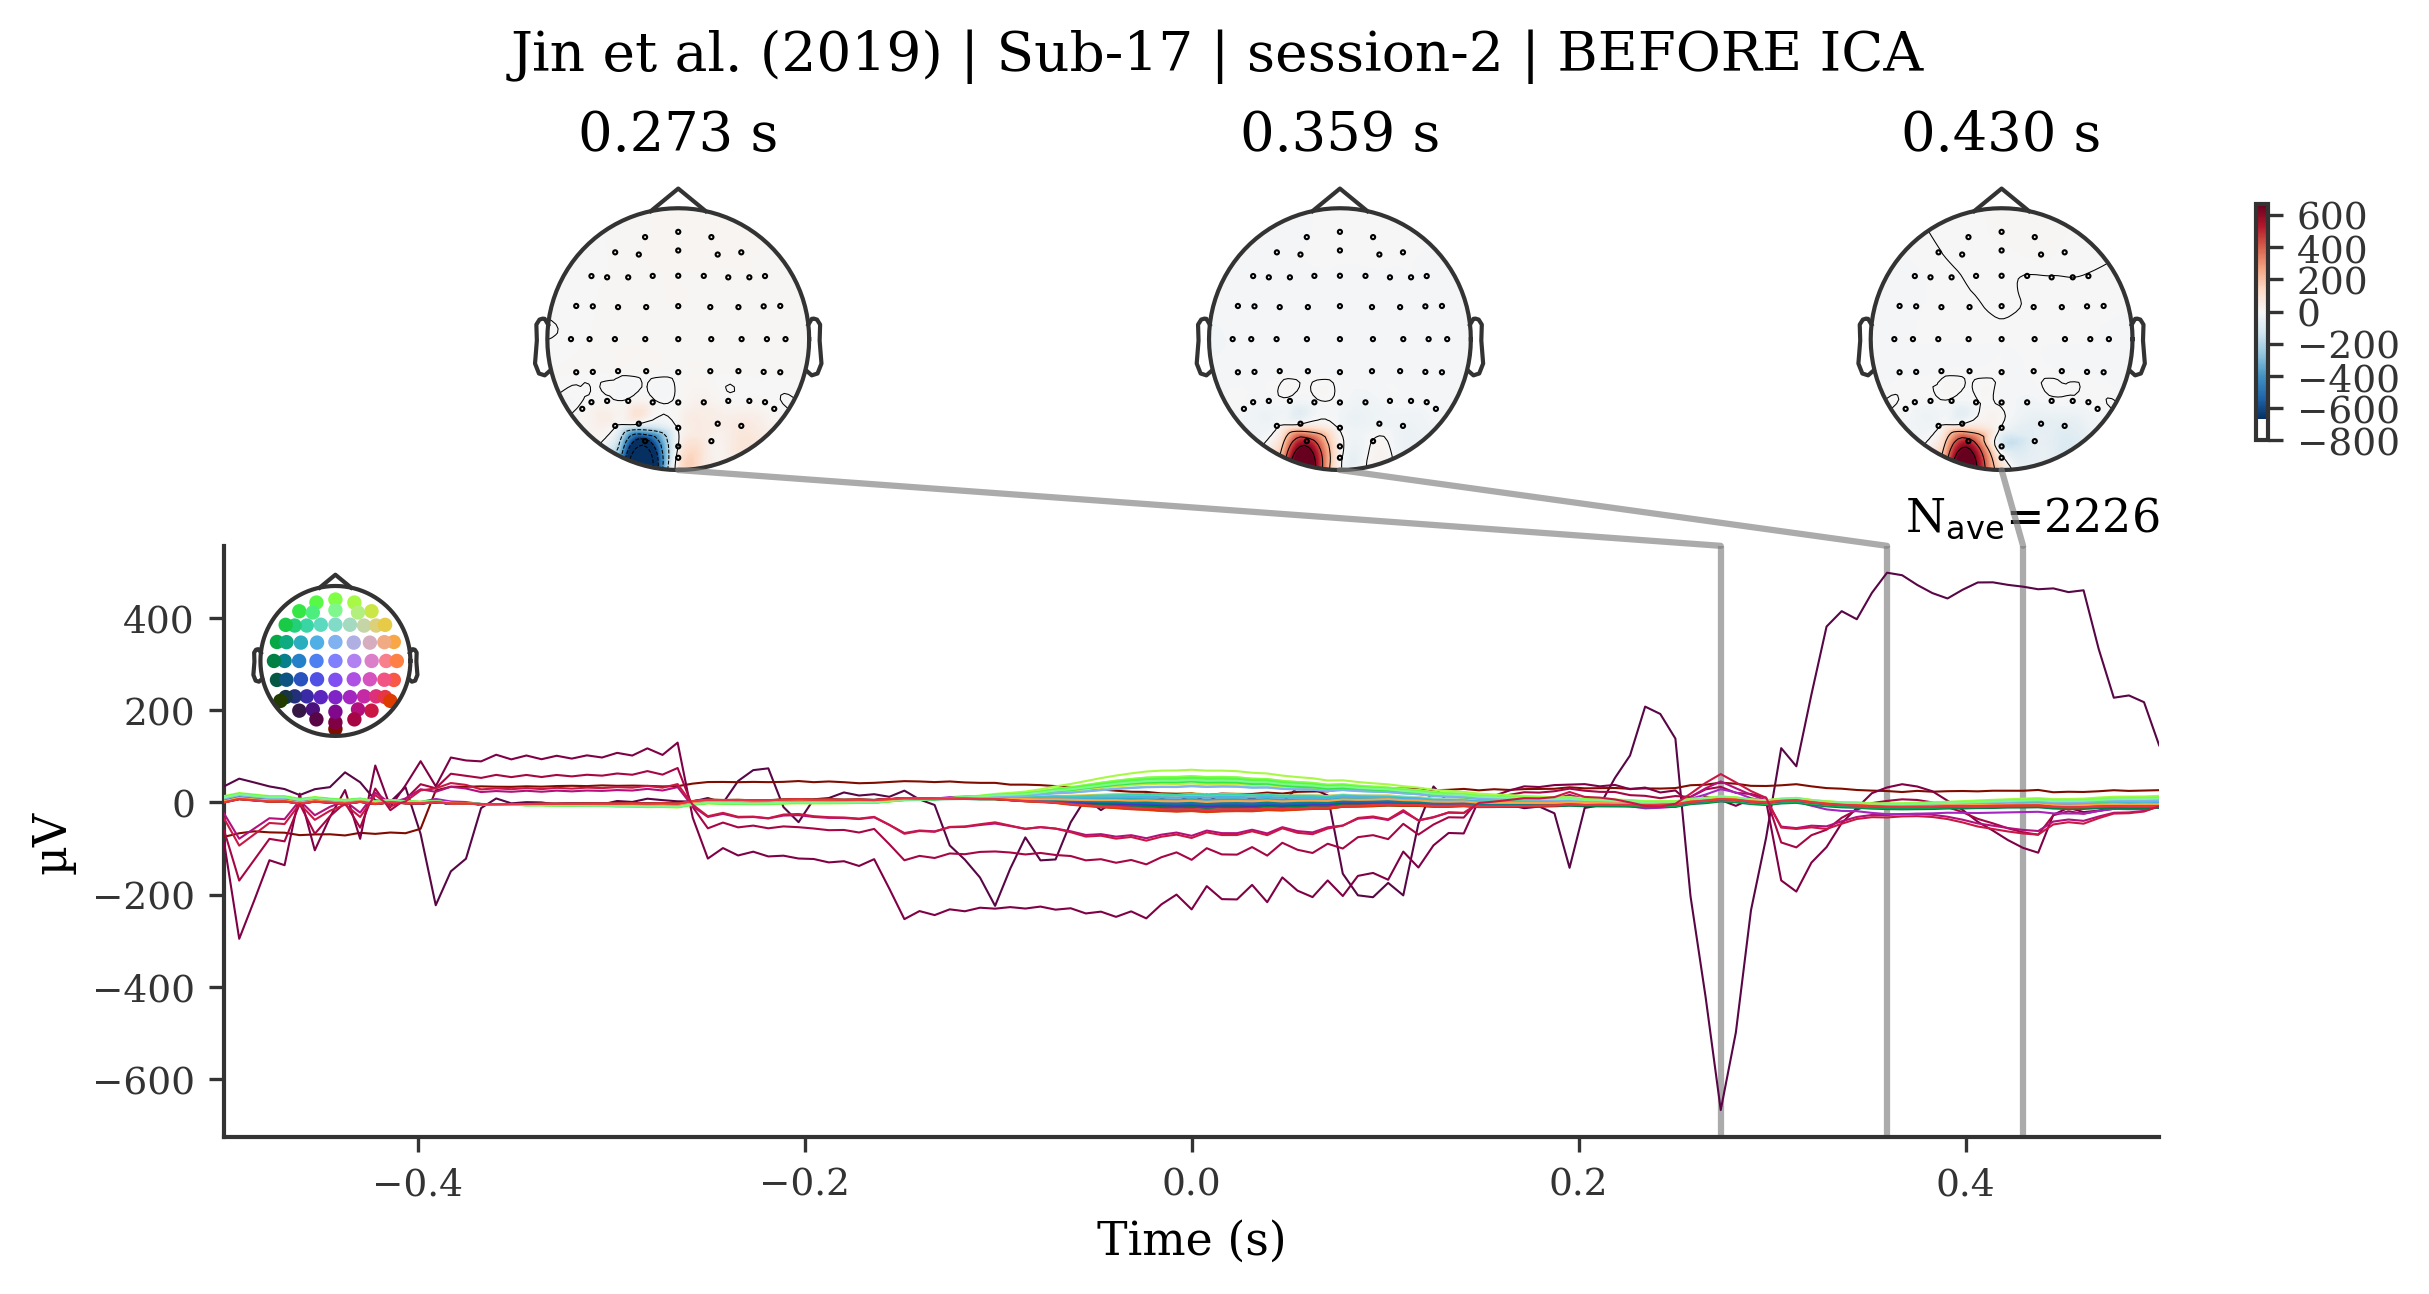 Jin et al. (2019) | Sub-17 | session-2 | BEFORE ICA
0.273 s
0.359 s
0.430 s
600
400
200
0
−200
−400
−600
−800
Nave=2226
μV
400
200
0
−200
−400
−600
−0.4
−0.2
0.0
0.2
0.4
Time (s)